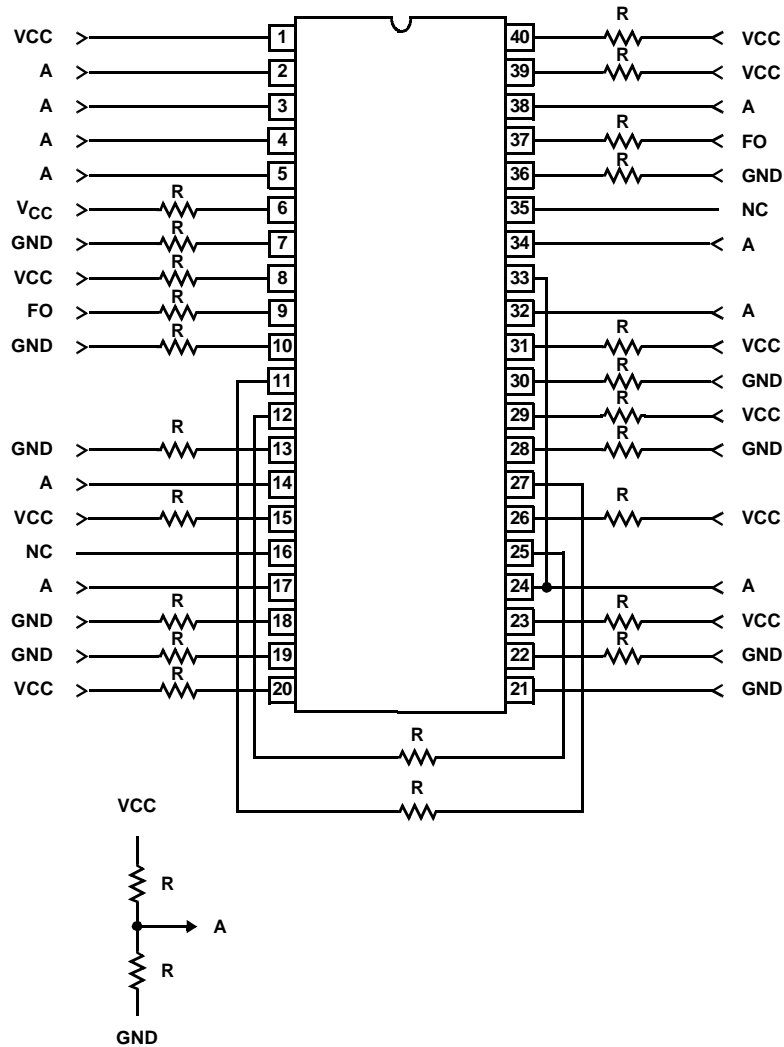 R
VCC 1 40 VCC
R
A 2 39 VCC
A 3 38 A
R
A 4 37 FO
R
A 5 36 GND
R
VCC 6 35 NC
R
GND 7 34 A
R
VCC 8 33
R
FO 9 32 A
R R
GND 10 31 VCC
R
11 30 GND
R
12 29 VCC
R R
GND 13 28 GND
A 14 27
R R
VCC 15 26 VCC
NC 16 25
A 17 24 A
R R
GND 18 23 VCC
R R
GND 19 22 GND
R
VCC 20 21 GND
R
R
VCC
R
A
R
GND